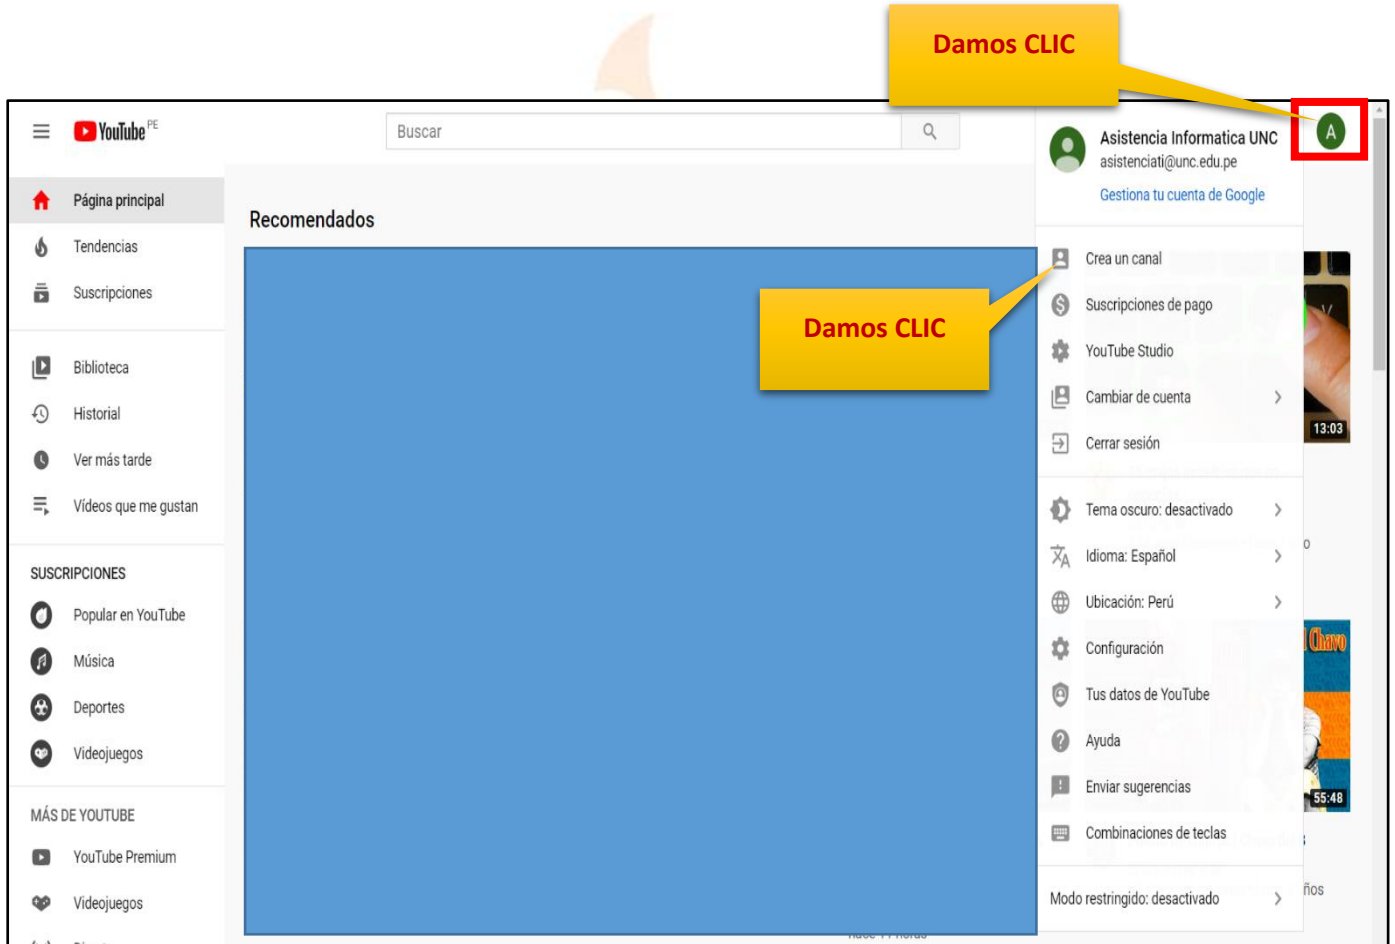 Damos CLIC
YouTube PE
Buscar
Asistencia Informatica UNC
asistenciati@unc.edu.pe
Gestiona tu cuenta de Google
A
Página principal
Tendencias
Suscripciones
Biblioteca
Historial
Ver más tarde
Vídeos que me gustan
SUSCRIPCIONES
Popular en YouTube
Música
Deportes
Videojuegos
MÁS DE YOUTUBE
YouTube Premium
Videojuegos
Recomendados
Damos CLIC
Crea un canal
Suscripciones de pago
YouTube Studio
Cambiar de cuenta
Cerrar sesión
Tema oscuro: desactivado
Idioma: Español
Ubicación: Perú
Configuración
Tus datos de YouTube
Ayuda
Enviar sugerencias
Combinaciones de teclas
Modo restringido: desactivado
13:03
Chavo
55:48